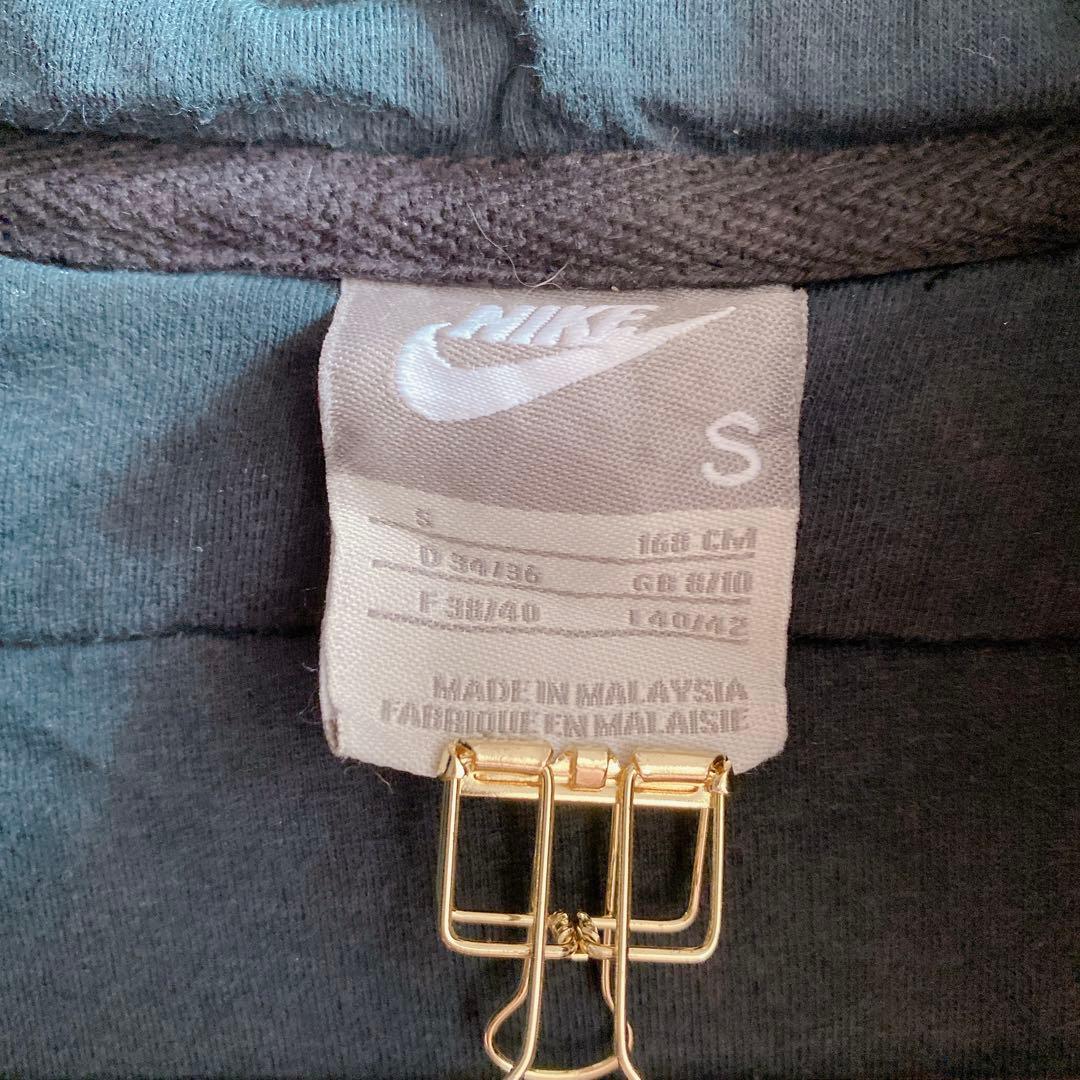 NIKE
S
S 168 CM
D 34/36 GB 8/10
F 38/40 I 40/42
MADE IN MALAYSIA
FABRIQUE EN MALAISIE